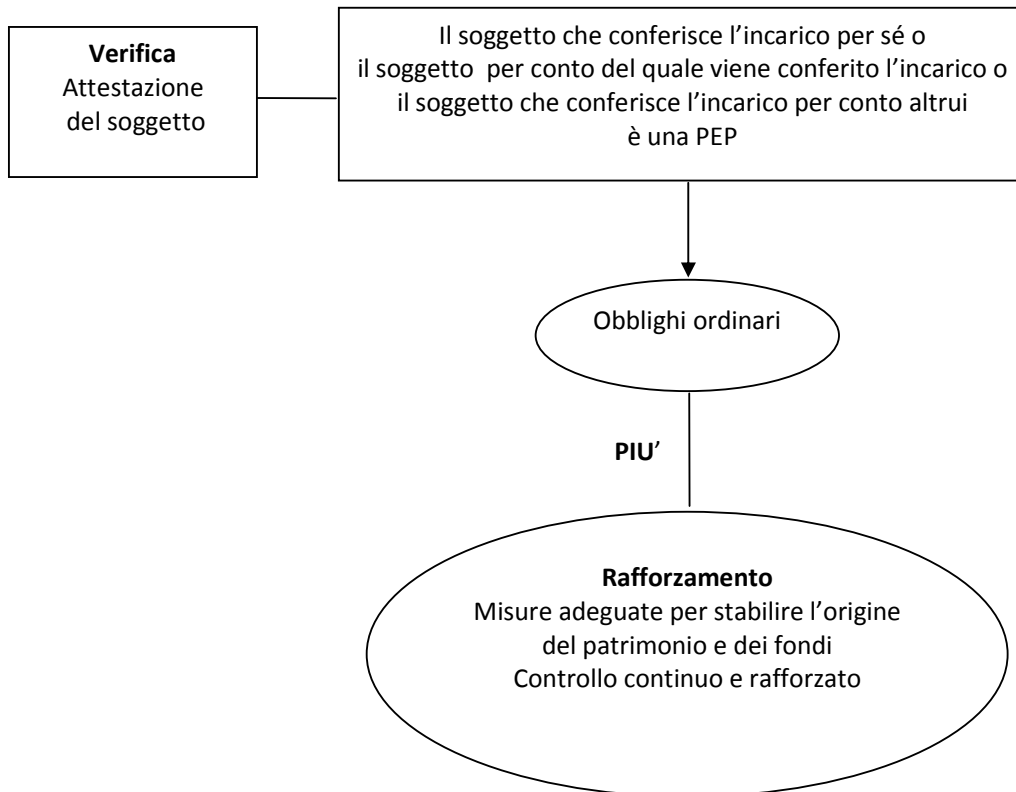 Verifica
Attestazione
del soggetto
Il soggetto che conferisce l’incarico per sé o
il soggetto per conto del quale viene conferito l’incarico o
il soggetto che conferisce l’incarico per conto altrui
è una PEP
Obblighi ordinari
PIU’
Rafforzamento
Misure adeguate per stabilire l’origine
del patrimonio e dei fondi
Controllo continuo e rafforzato